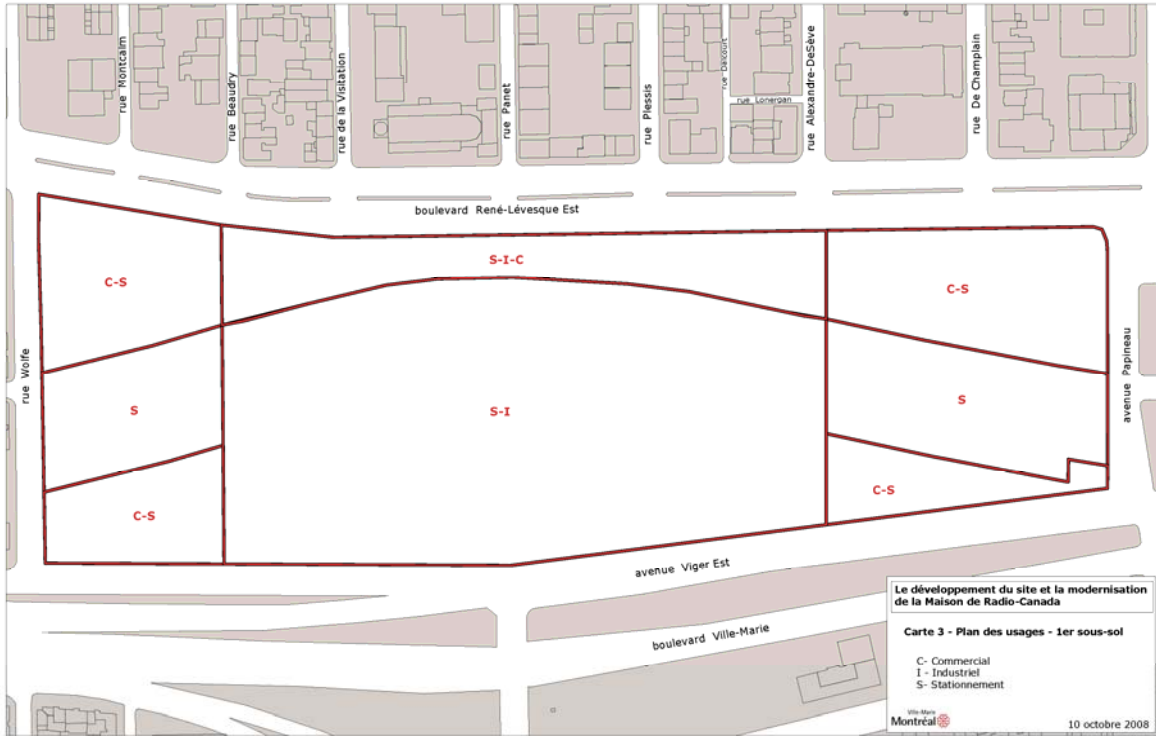 rue Montcalm
rue Beaudry
rue de la Visitation
rue Panet
rue Plessis
rue Dalcourt
rue Lonergan
rue Alexandre-DeSève
rue De Champlain
boulevard René-Lévesque Est
C-S
S-I-C
C-S
rue Wolfe
avenue Papineau
S
S-I
S
C-S
C-S
avenue Viger Est
boulevard Ville-Marie
Le développement du site et la modernisation
de la Maison de Radio-Canada
Carte 3 - Plan des usages - 1er sous-sol
C- Commercial
I - Industriel
S- Stationnement
Ville-Marie
Montréal
10 octobre 2008